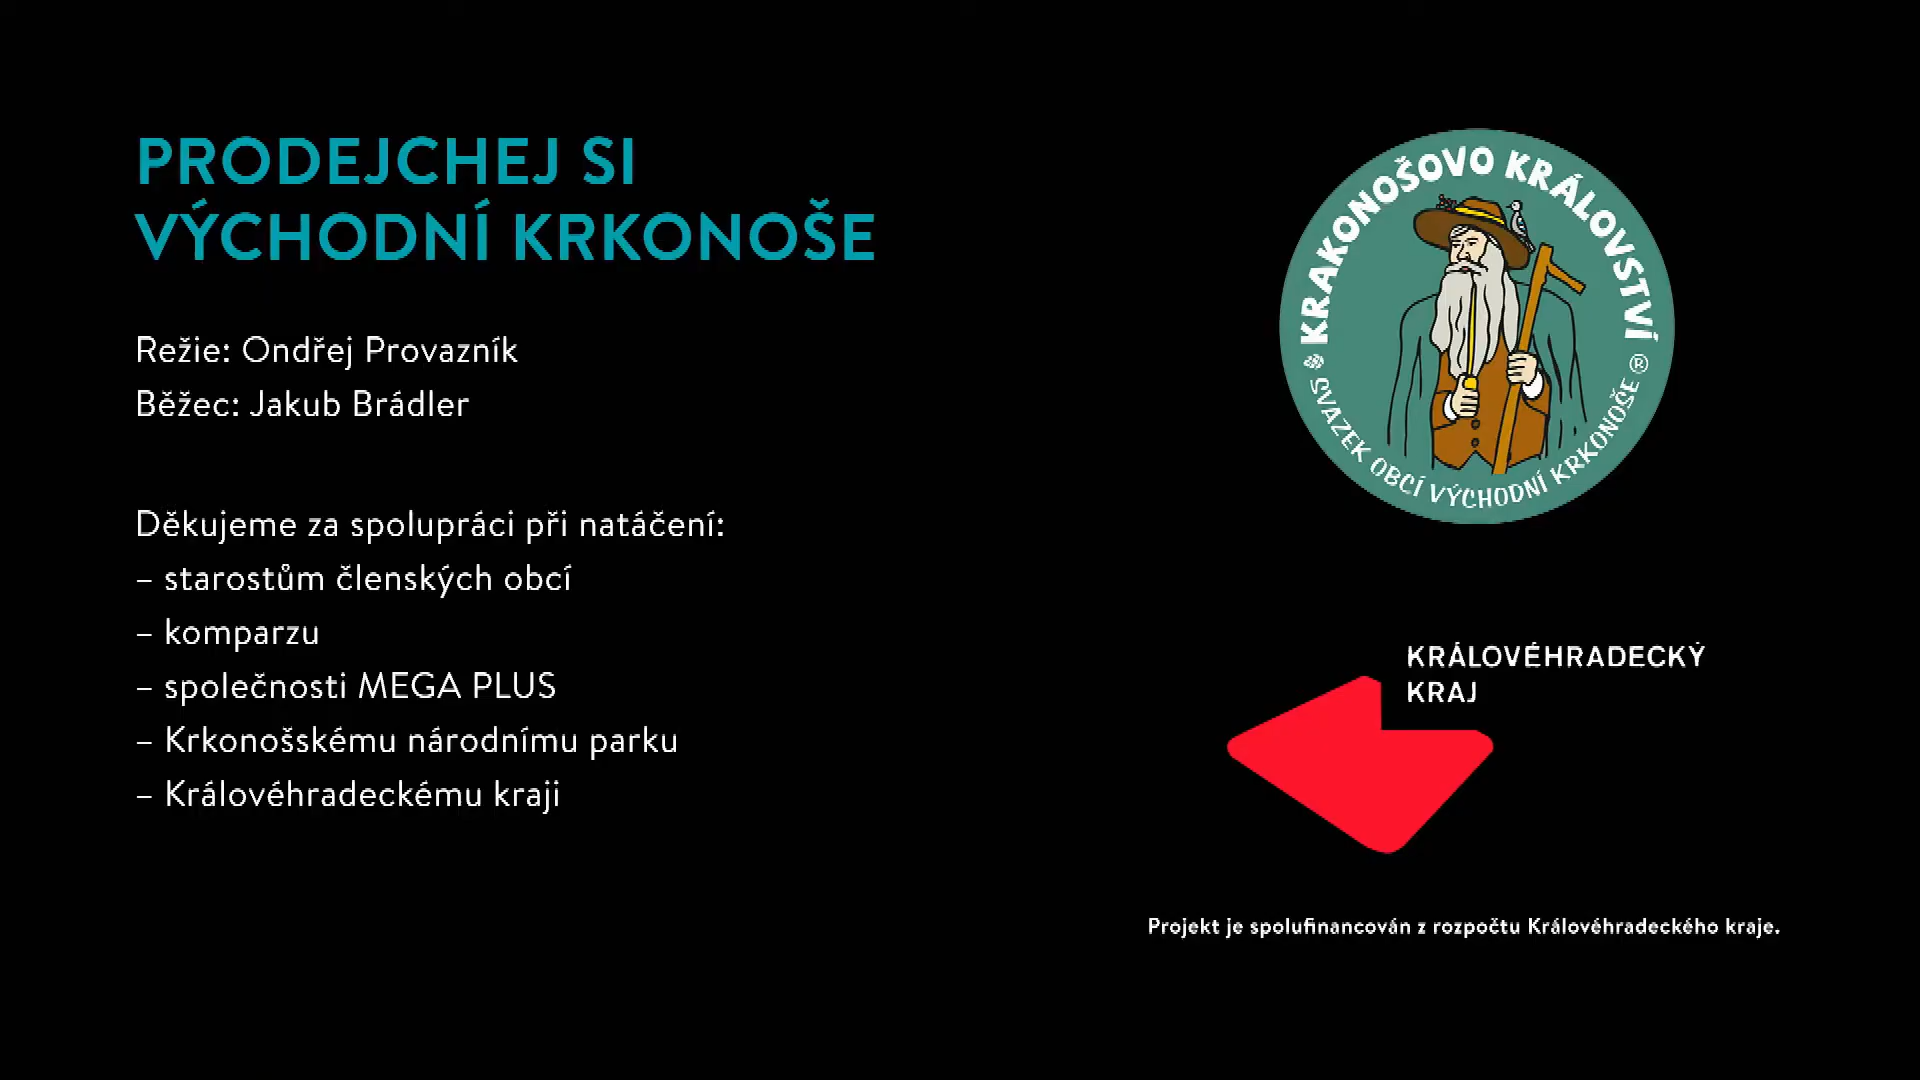 PRODEJCHEJ SI
VÝCHODNÍ KRKONOŠE
Režie: Ondřej Provazník
Běžec: Jakub Brádler
Děkujeme za spolupráci při natáčení:
– starostům členských obcí
– komparzu
– společnosti MEGA PLUS
– Krkonošskému národnímu parku
– Královéhradeckému kraji
KRAKONOŠOVO KRÁLOVSTVÍ
SVAZEK OBCÍ VÝCHODNÍ KRKONOŠE ®
KRÁLOVÉHRADECKÝ
KRAJ
Projekt je spolufinancován z rozpočtu Královéhradeckého kraje.